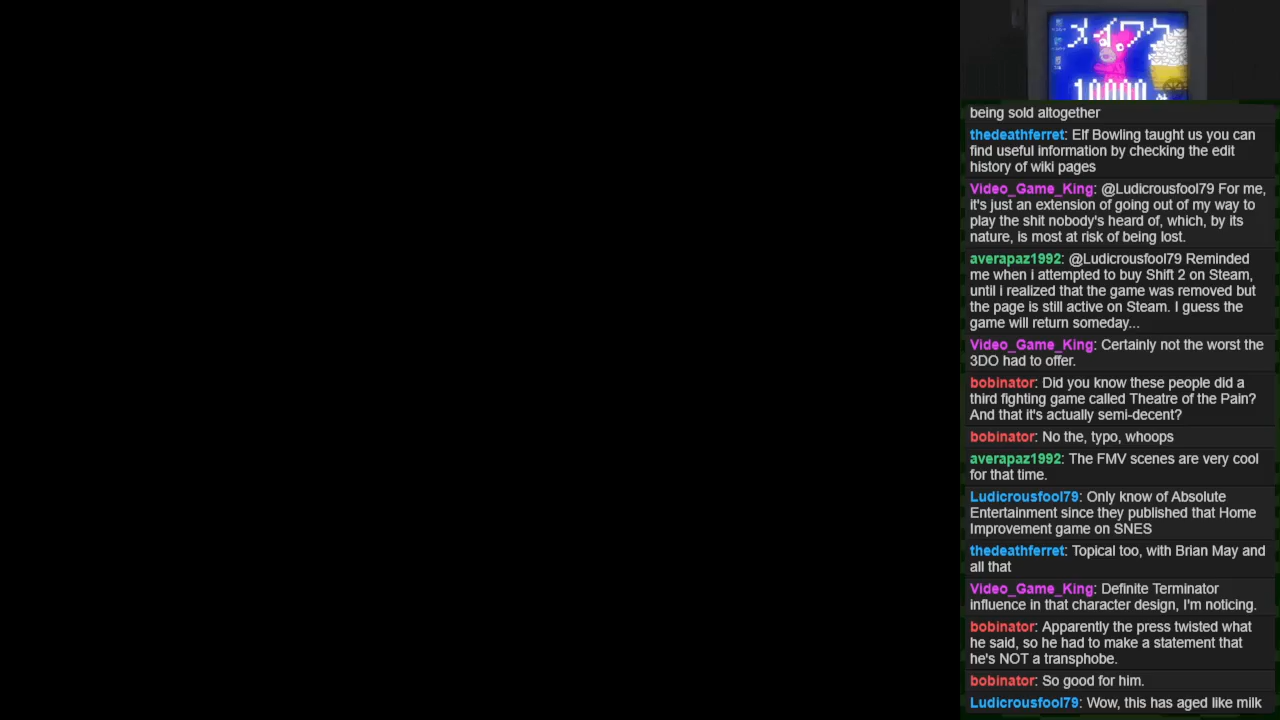 メイクマ
10000
being sold altogether
thedeathferret: Elf Bowling taught us you can
find useful information by checking the edit
history of wiki pages
Video_Game_King: @Ludicrousfool79 For me,
it's just an extension of going out of my way to
play the shit nobody's heard of, which, by its
nature, is most at risk of being lost.
averapaz1992: @Ludicrousfool79 Reminded
me when i attempted to buy Shift 2 on Steam,
until i realized that the game was removed but
the page is still active on Steam. I guess the
game will return someday...
Video_Game_King: Certainly not the worst the
3DO had to offer.
bobinator: Did you know these people did a
third fighting game called Theatre of the Pain?
And that it's actually semi-decent?
bobinator: No the, typo, whoops
averapaz1992: The FMV scenes are very cool
for that time.
Ludicrousfool79: Only know of Absolute
Entertainment since they published that Home
Improvement game on SNES
thedeathferret: Topical too, with Brian May and
all that
Video_Game_King: Definite Terminator
influence in that character design, I'm noticing.
bobinator: Apparently the press twisted what
he said, so he had to make a statement that
he's NOT a transphobe.
bobinator: So good for him.
Ludicrousfool79: Wow, this has aged like milk